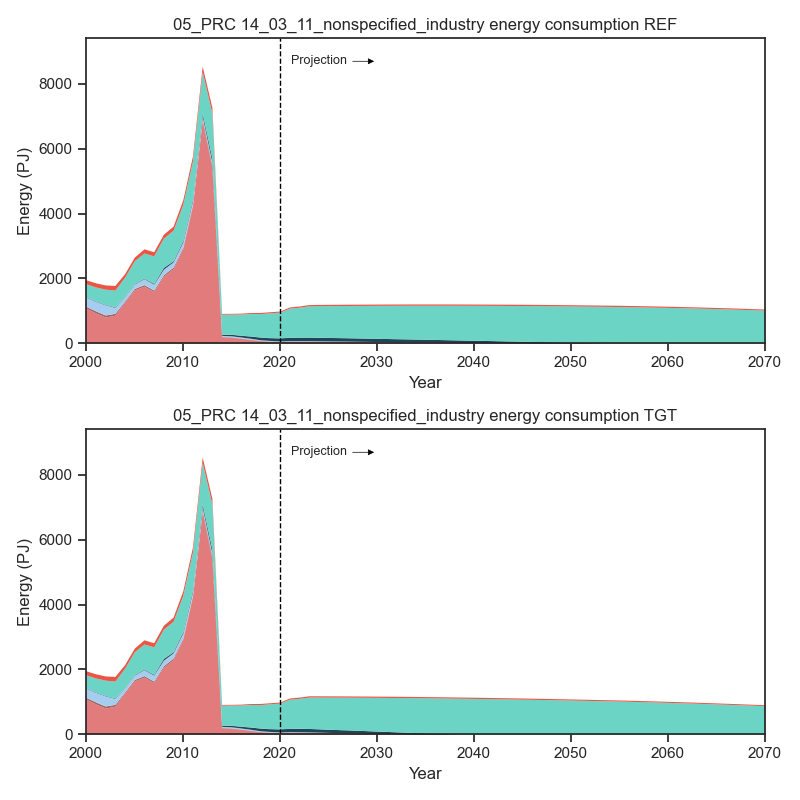 05_PRC 14_03_11_nonspecified_industry energy consumption REF
Projection
Energy (PJ)
8000
6000
4000
2000
0
2000 2010 2020 2030 2040 2050 2060 2070
Year
05_PRC 14_03_11_nonspecified_industry energy consumption TGT
Projection
Energy (PJ)
8000
6000
4000
2000
0
2000 2010 2020 2030 2040 2050 2060 2070
Year